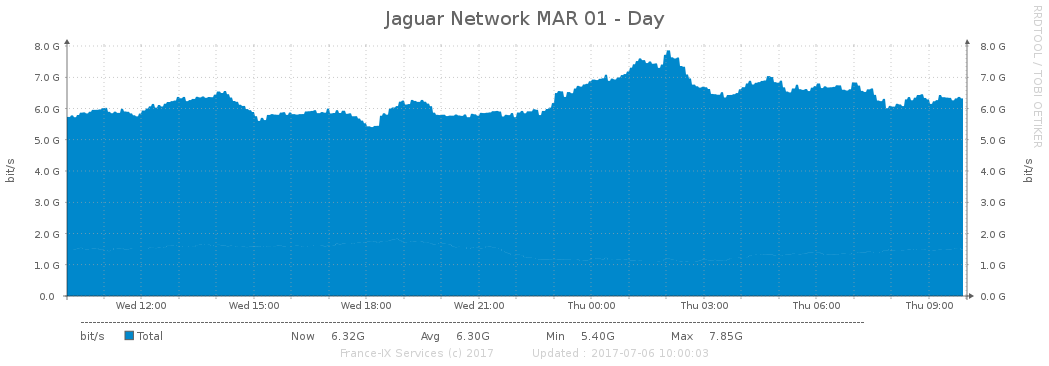 Jaguar Network MAR 01 - Day
RRDTOOL / TOBI OETIKER
bit/s
bit/s
8.0 G 8.0 G
7.0 G 7.0 G
6.0 G 6.0 G
5.0 G 5.0 G
4.0 G 4.0 G
3.0 G 3.0 G
2.0 G 2.0 G
1.0 G 1.0 G
0.0 0.0 G
Wed 12:00 Wed 15:00 Wed 18:00 Wed 21:00 Thu 00:00 Thu 03:00 Thu 06:00 Thu 09:00
bit/s Total Now 6.32G Avg 6.30G Min 5.40G Max 7.85G
France-IX Services (c) 2017 Updated : 2017-07-06 10:00:03